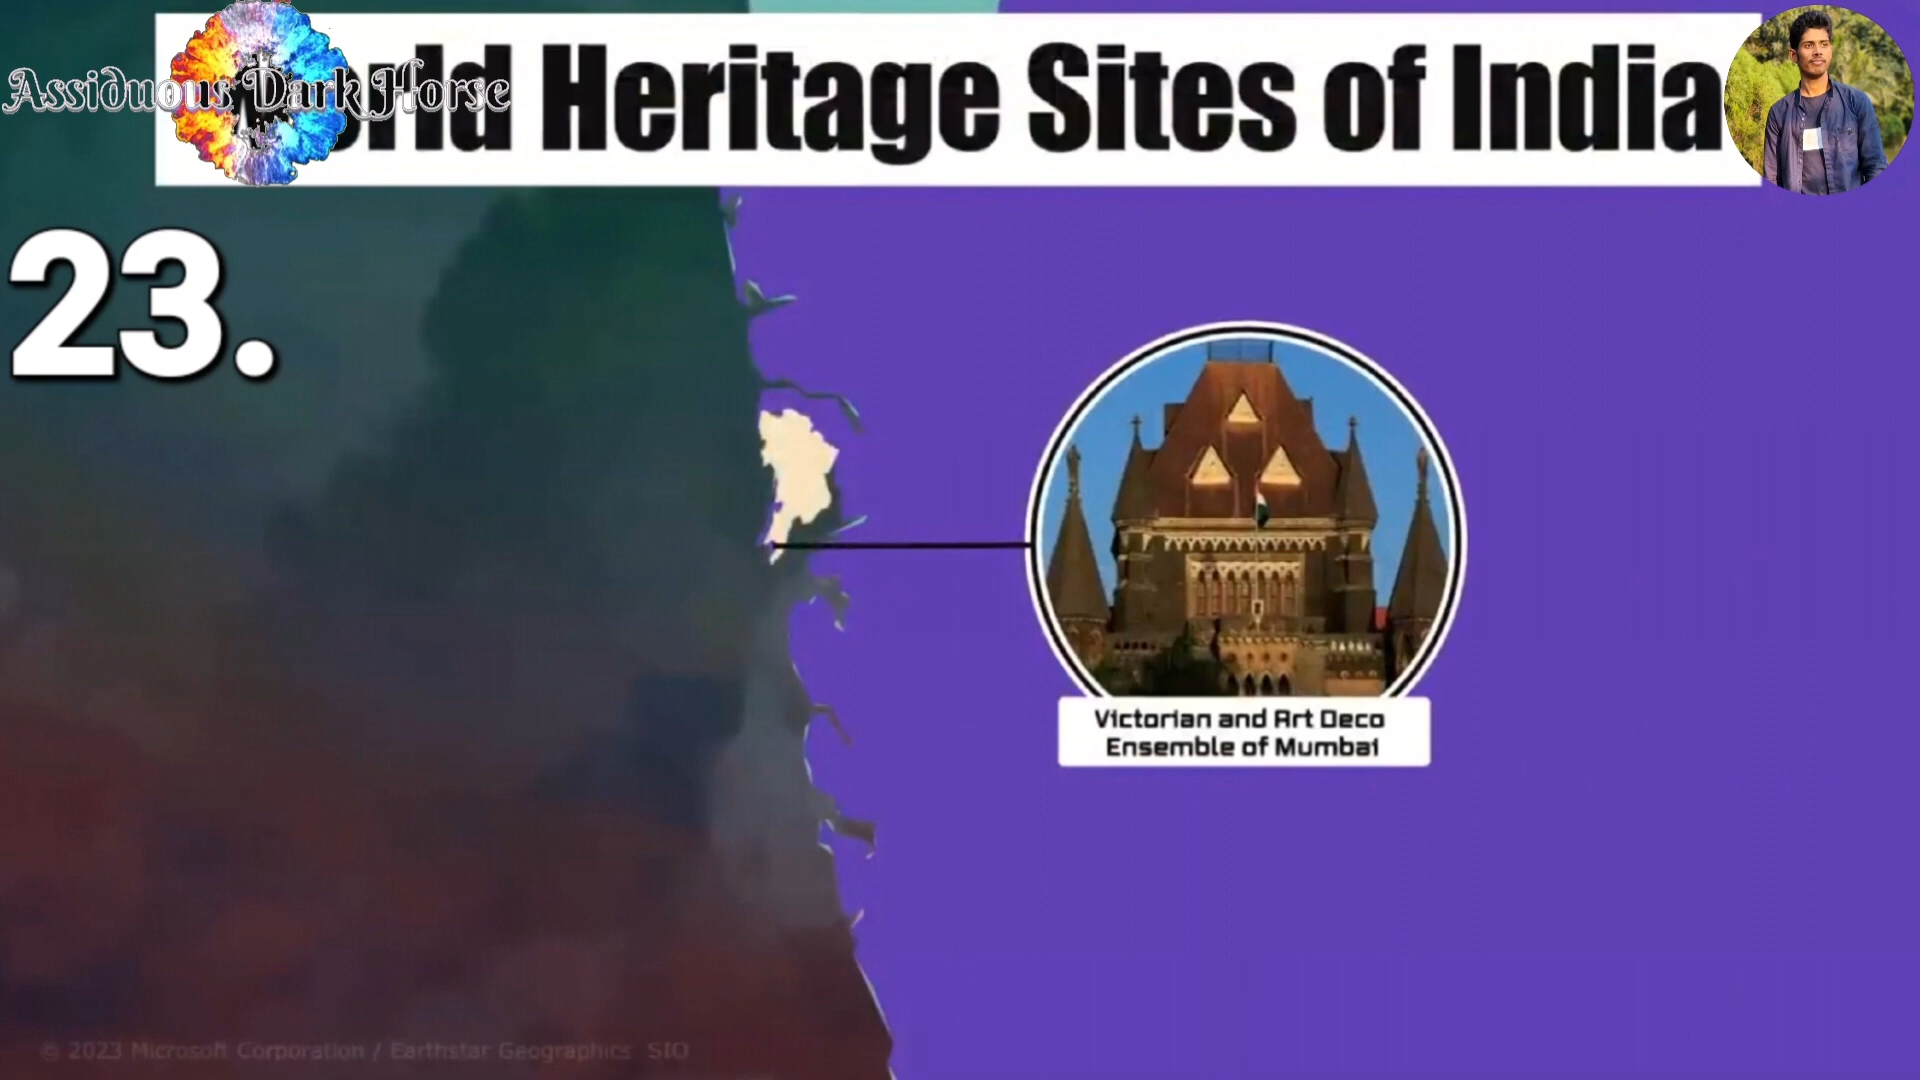 World Heritage Sites of India
Assiduous Dark Horse
23.
Victorian and Art Deco
Ensemble of Mumbai
© 2023 Microsoft Corporation / Earthstar Geographics SIO